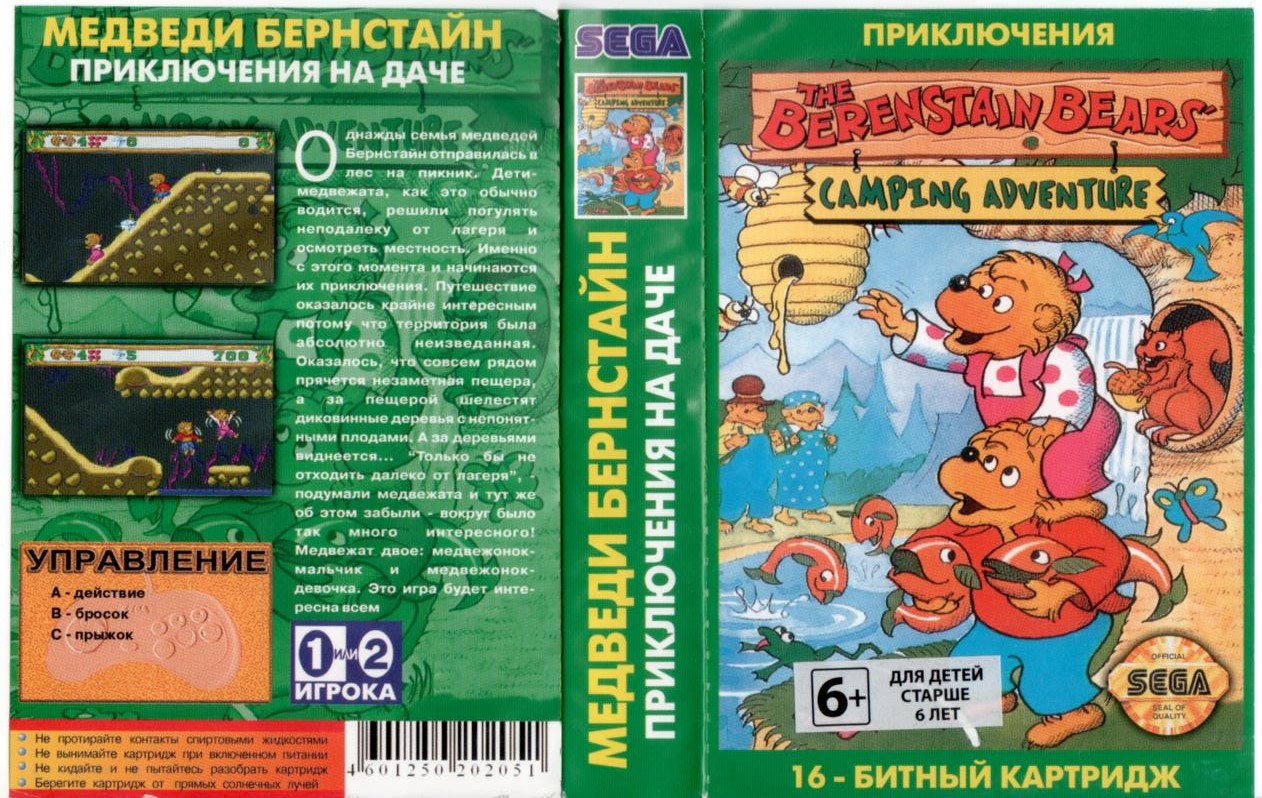 МЕДВЕДИ БЕРНСТАЙН
ПРИКЛЮЧЕНИЯ НА ДАЧЕ
Однажды семья медведей
Бернстайн отправилась в
лес на пикник. Дети-
медвежата, как это обычно
водится, решили погулять
неподалеку от лагеря и
осмотреть местность. Именно
с этого момента и начинаются
их приключения. Путешествие
оказалось крайне интересным
потому что территория была
абсолютно неизведанная.
Оказалось, что совсем рядом
прячется незаметная пещера,
а за пещерой шелестят
диковинные деревья с непонят-
ными плодами. А за деревьями
виднеется... "Только бы не
отходить далеко от лагеря", -
подумали медвежата и тут же
об этом забыли - вокруг было
так много интересного!
Медвежат двое: медвежонок-
мальчик и медвежонок-
девочка. Это игра будет инте-
ресна всем
УПРАВЛЕНИЕ
А - действие
В - бросок
С - прыжок
1 или 2
ИГРОКА
Не протирайте контакты спиртовыми жидкостями
Не вынимайте картридж при включенном питании
Не кидайте и не пытайтесь разобрать картридж
Берегите картридж от прямых солнечных лучей
4 601250 202051
SEGA
THE BERENSTAIN BEARS'
CAMPING ADVENTURE
МЕДВЕДИ БЕРНСТАЙН
ПРИКЛЮЧЕНИЯ НА ДАЧЕ
ПРИКЛЮЧЕНИЯ
THE
BERENSTAIN BEARS'™
CAMPING ADVENTURE
6+
ДЛЯ ДЕТЕЙ
СТАРШЕ
6 ЛЕТ
OFFICIAL
SEGA
SEAL OF
QUALITY
16 - БИТНЫЙ КАРТРИДЖ